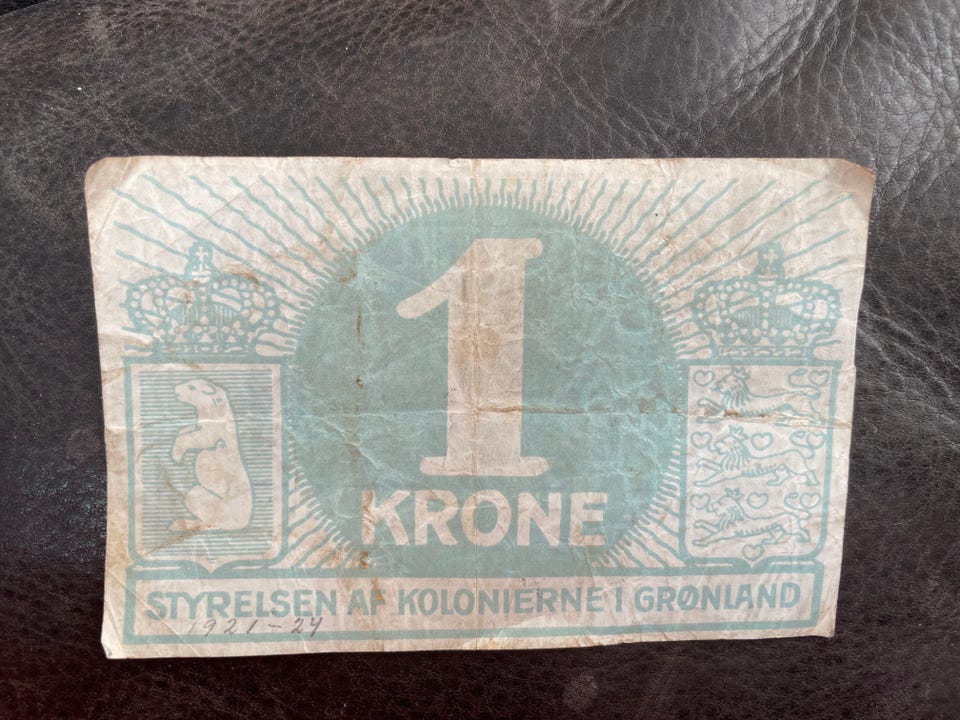 1
KRONE
STYRELSEN AF KOLONIERNE I GRØNLAND
1921-24